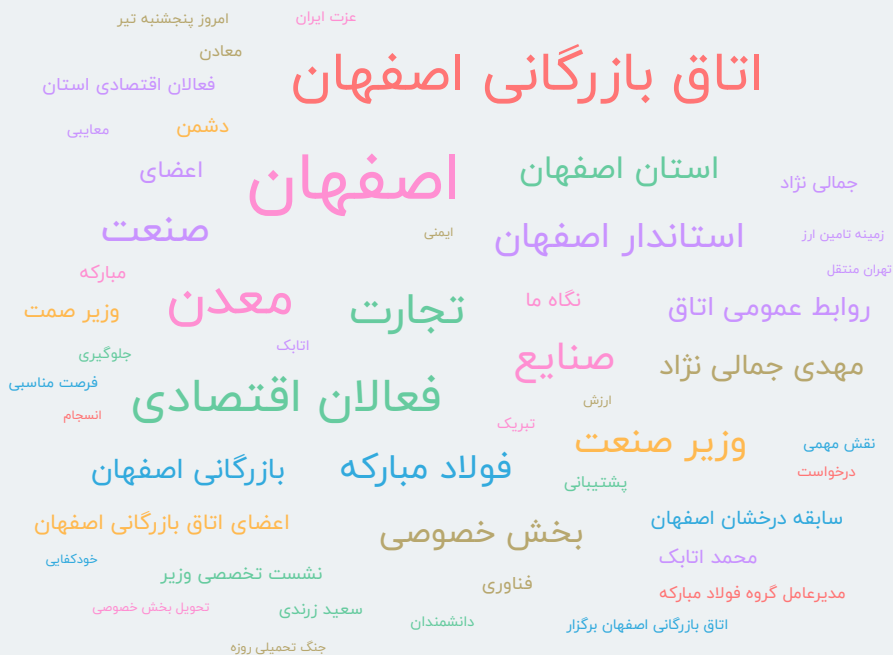 امروز پنجشنبه تیر
عزت ایران
معادن
اتاق بازرگانی اصفهان
فعالان اقتصادی استان
معایبی
دشمن
اعضای
اصفهان
استان اصفهان
جمالی نژاد
صنعت
ایمنی
استاندار اصفهان
زمینه تامین ارز
تهران منتقل
مبارکه
معدن
تجارت
نگاه ما
روابط عمومی اتاق
وزیر صمت
جلوگیری
اتابک
صنایع
مهدی جمالی نژاد
فرصت مناسبی
انسجام
فعالان اقتصادی
ارزش
تبریک
وزیر صنعت
نقش مهمی
بازرگانی اصفهان
فولاد مبارکه
پشتیبانی
درخواست
اعضای اتاق بازرگانی اصفهان
بخش خصوصی
سابقه درخشان اصفهان
خودکفایی
محمد اتابک
نشست تخصصی وزیر
فناوری
مدیرعامل گروه فولاد مبارکه
تحویل بخش خصوصی
سعید زرندی
دانشمندان
اتاق بازرگانی اصفهان برگزار
جنگ تحمیلی روزه